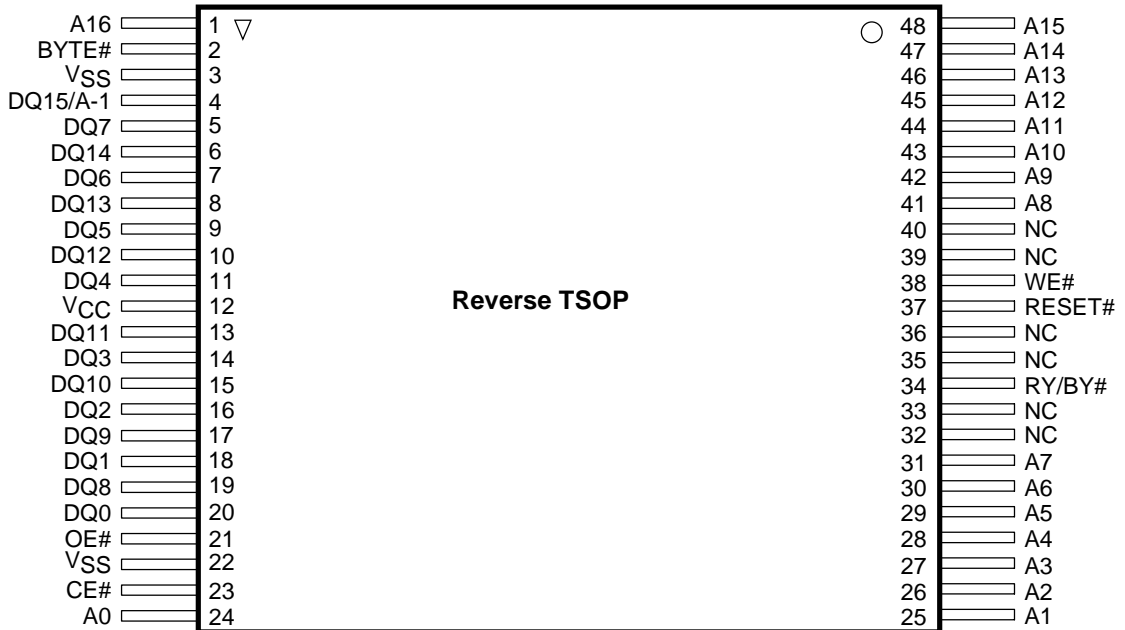 A16 1 48 A15
BYTE# 2 47 A14
VSS 3 46 A13
DQ15/A-1 4 45 A12
DQ7 5 44 A11
DQ14 6 43 A10
DQ6 7 42 A9
DQ13 8 41 A8
DQ5 9 40 NC
DQ12 10 39 NC
DQ4 11 38 WE#
Reverse TSOP
VCC 12 37 RESET#
DQ11 13 36 NC
DQ3 14 35 NC
DQ10 15 34 RY/BY#
DQ2 16 33 NC
DQ9 17 32 NC
DQ1 18 31 A7
DQ8 19 30 A6
DQ0 20 29 A5
OE# 21 28 A4
VSS 22 27 A3
CE# 23 26 A2
A0 24 25 A1